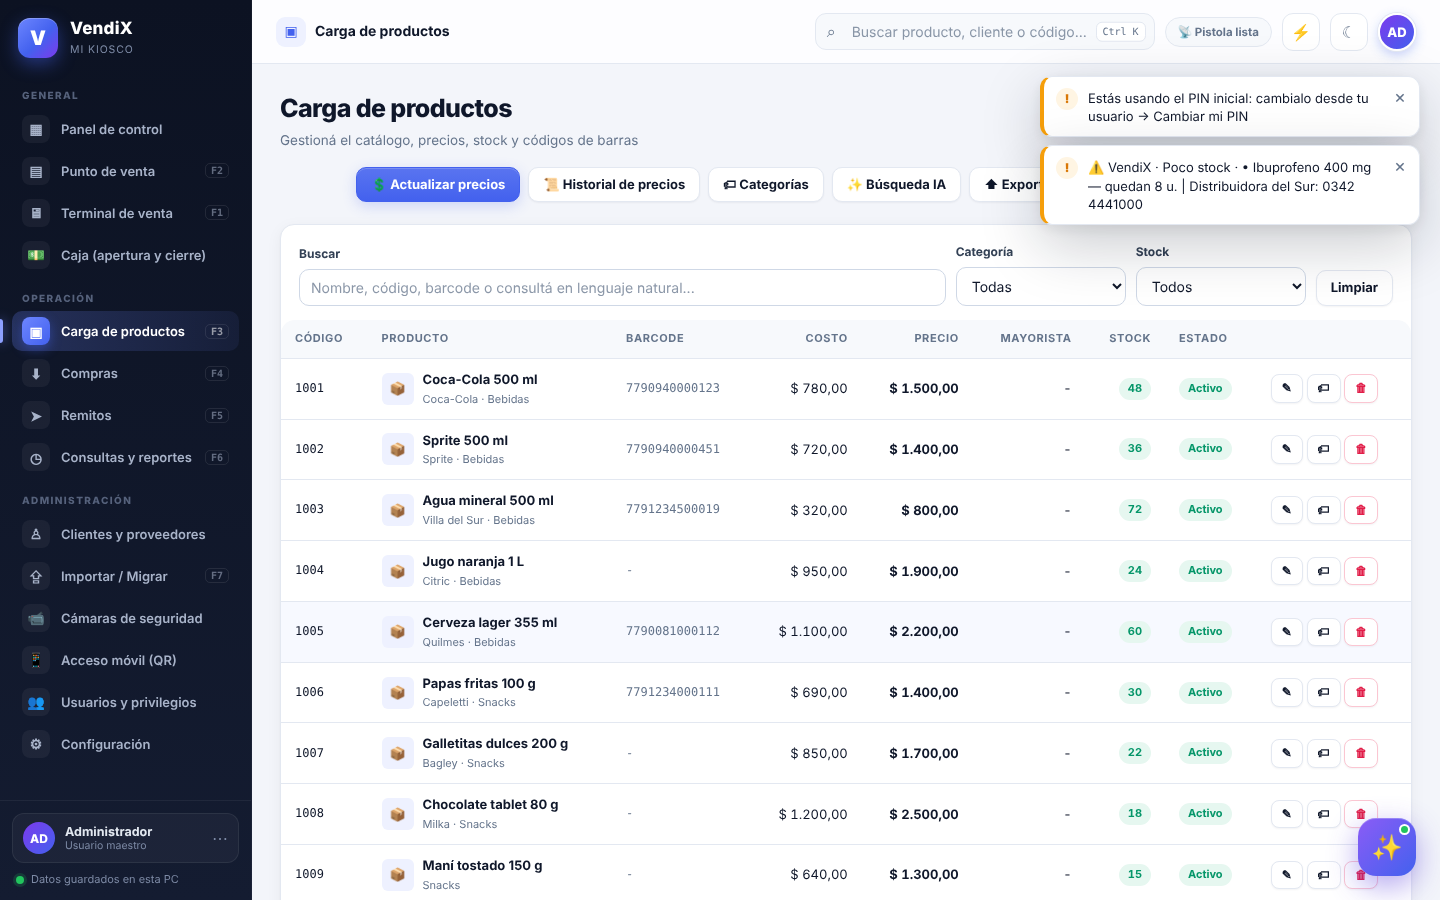 V
VendiX
MI KIOSCO
GENERAL
Panel de control
Punto de venta F2
Terminal de venta F1
Caja (apertura y cierre)
OPERACIÓN
Carga de productos F3
Compras F4
Remitos F5
Consultas y reportes F6
ADMINISTRACIÓN
Clientes y proveedores
Importar / Migrar F7
Cámaras de seguridad
Acceso móvil (QR)
Usuarios y privilegios
Configuración
AD
Administrador
Usuario maestro
Datos guardados en esta PC
Carga de productos
Buscar producto, cliente o código... Ctrl K
Pistola lista
AD
Carga de productos
Gestioná el catálogo, precios, stock y códigos de barras
Estás usando el PIN inicial: cambialo desde tu
usuario → Cambiar mi PIN
⚠️ VendiX · Poco stock · • Ibuprofeno 400 mg
— quedan 8 u. | Distribuidora del Sur: 0342
4441000
Actualizar precios
Historial de precios
Categorías
Búsqueda IA
Buscar
Nombre, código, barcode o consultá en lenguaje natural...
Categoría
Todas
Stock
Todos
Limpiar
CÓDIGO PRODUCTO BARCODE COSTO PRECIO MAYORISTA STOCK ESTADO
1001 Coca-Cola 500 ml 7790940000123 $ 780,00 $ 1.500,00 - 48 Activo
Coca-Cola · Bebidas
1002 Sprite 500 ml 7790940000451 $ 720,00 $ 1.400,00 - 36 Activo
Sprite · Bebidas
1003 Agua mineral 500 ml 7791234500019 $ 320,00 $ 800,00 - 72 Activo
Villa del Sur · Bebidas
1004 Jugo naranja 1 L - $ 950,00 $ 1.900,00 - 24 Activo
Citric · Bebidas
1005 Cerveza lager 355 ml 7790081000112 $ 1.100,00 $ 2.200,00 - 60 Activo
Quilmes · Bebidas
1006 Papas fritas 100 g 7791234000111 $ 690,00 $ 1.400,00 - 30 Activo
Capeletti · Snacks
1007 Galletitas dulces 200 g - $ 850,00 $ 1.700,00 - 22 Activo
Bagley · Snacks
1008 Chocolate tablet 80 g - $ 1.200,00 $ 2.500,00 - 18 Activo
Milka · Snacks
1009 Maní tostado 150 g - $ 640,00 $ 1.300,00 - 15 Activo
Snacks